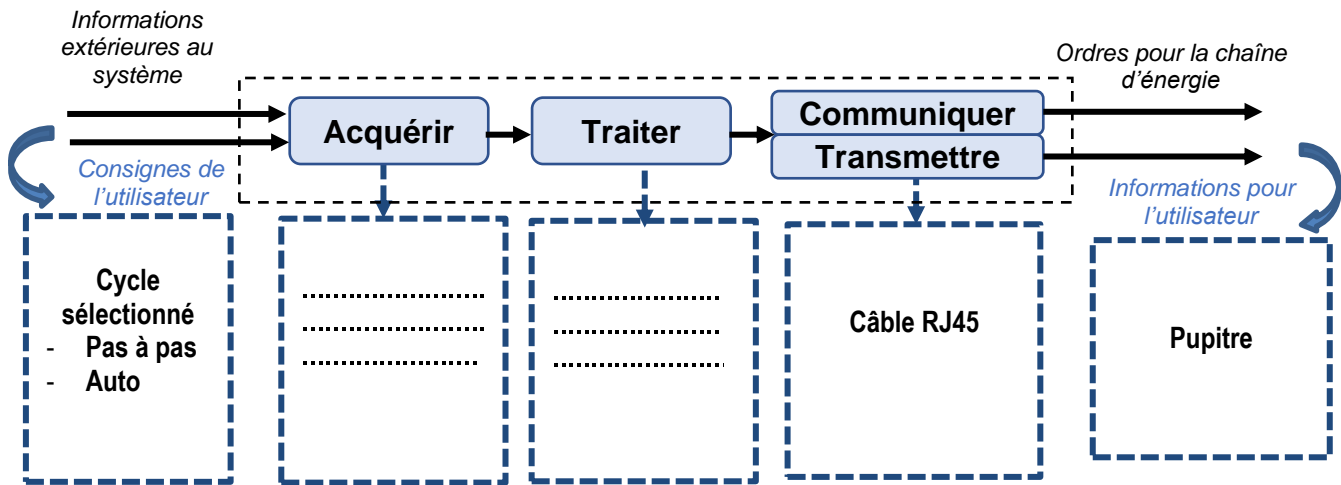 Informations
extérieures au
système
Ordres pour la chaîne
d'énergie
Acquérir
Traiter
Communiquer
Transmettre
Consignes de
l'utilisateur
Informations pour
l'utilisateur
Cycle
sélectionné
- Pas à pas
- Auto
................................
................................
................................
................................
................................
................................
Câble RJ45
Pupitre